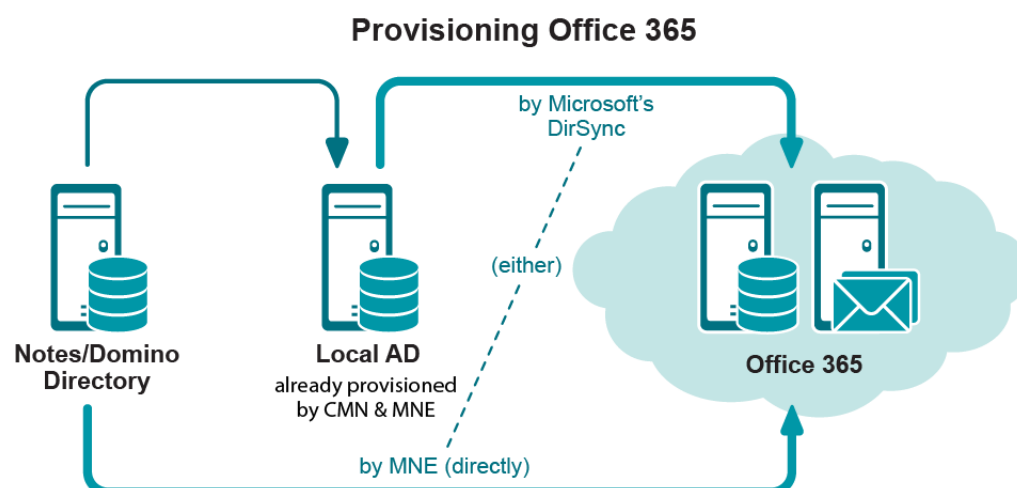 Provisioning Office 365
by Microsoft’s
DirSync
(either)
Notes/Domino
Directory
Local AD
already provisioned
by CMN & MNE
Office 365
by MNE (directly)